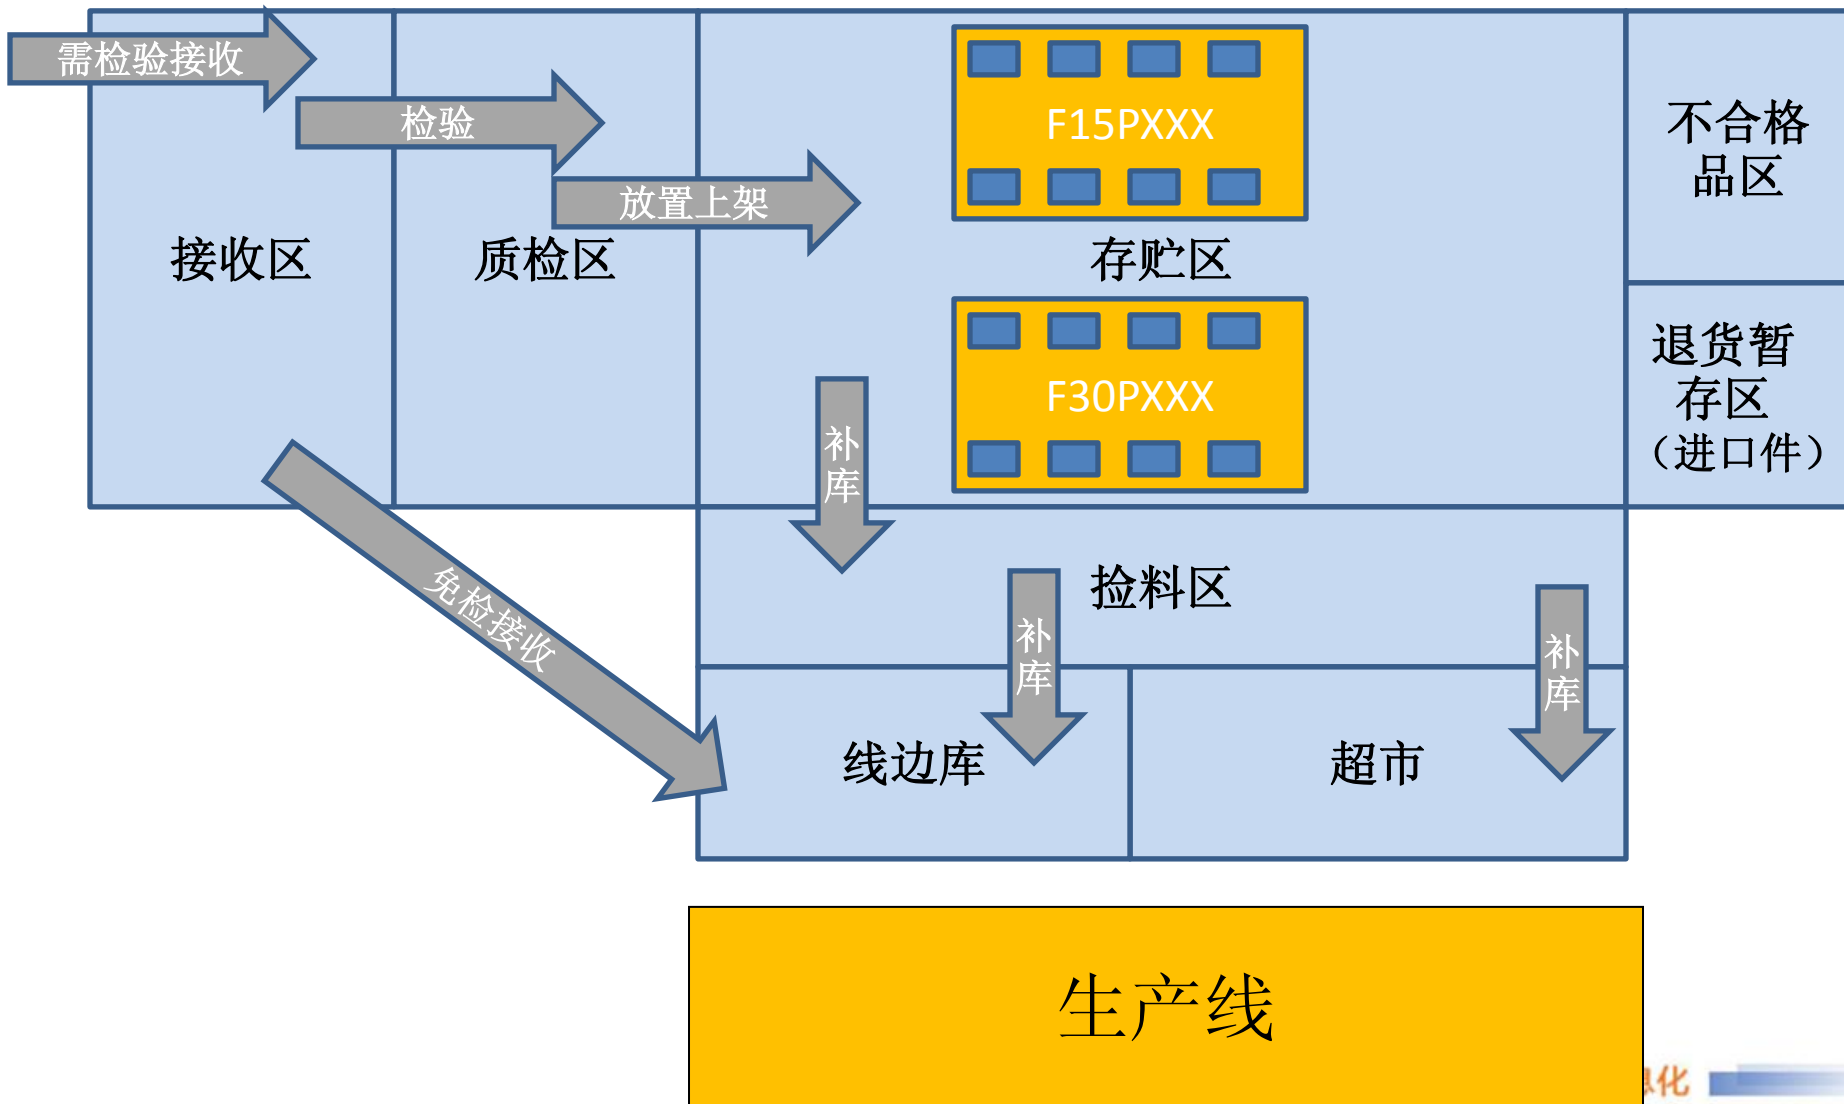 需检验接收
检验
放置上架
F15PXXX
不合格
品区
接收区
质检区
存贮区
退货暂
存区
（进口件）
F30PXXX
补
库
免检接收
捡料区
补
库
补
库
线边库
超市
生产线
化